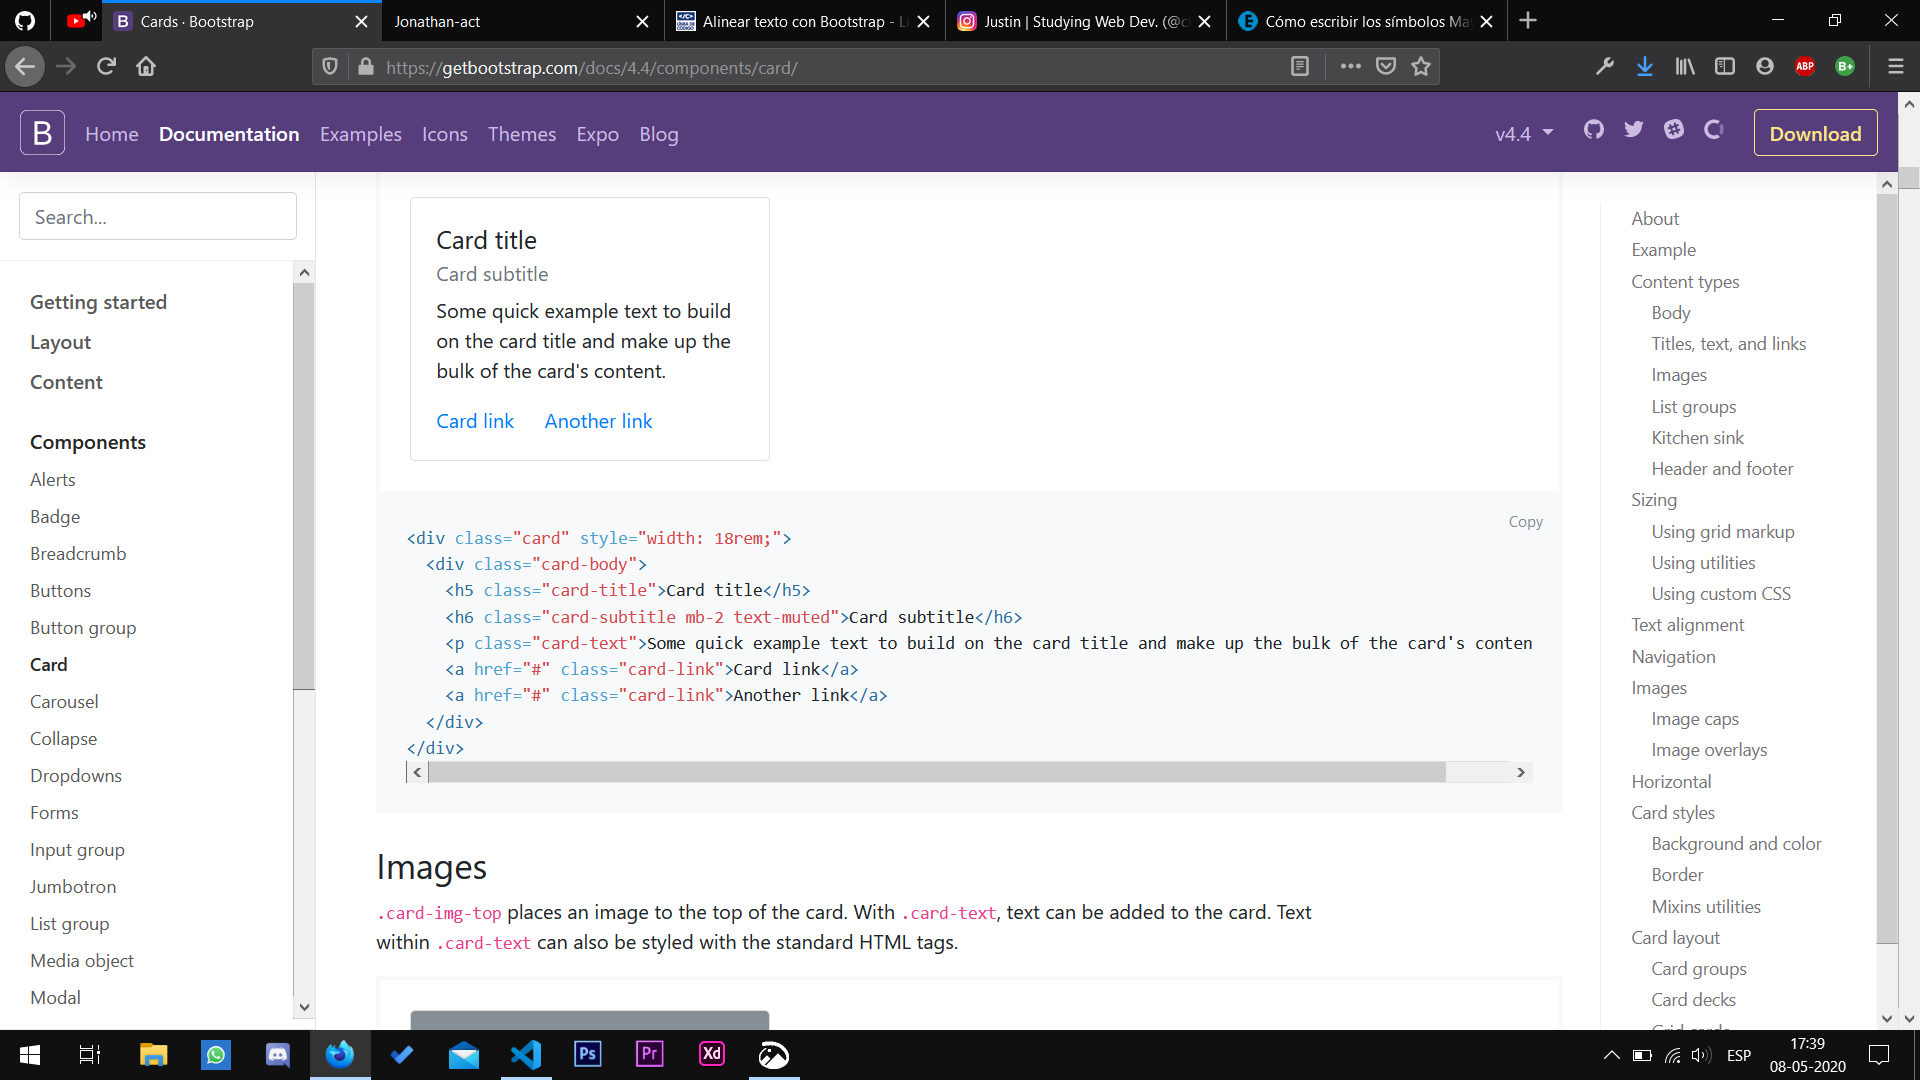 Cards · Bootstrap
Jonathan-act
Alinear texto con Bootstrap - L
Justin | Studying Web Dev. (@c
Cómo escribir los símbolos Ma
https://getbootstrap.com/docs/4.4/components/card/
ABP
B+
B
Home
Documentation
Examples
Icons
Themes
Expo
Blog
v4.4
Download
Search...
Getting started
Layout
Content
Components
Alerts
Badge
Breadcrumb
Buttons
Button group
Card
Carousel
Collapse
Dropdowns
Forms
Input group
Jumbotron
List group
Media object
Modal
Card title
Card subtitle
Some quick example text to build
on the card title and make up the
bulk of the card's content.
Card link
Another link
Copy
<div class="card" style="width: 18rem;">
<div class="card-body">
<h5 class="card-title">Card title</h5>
<h6 class="card-subtitle mb-2 text-muted">Card subtitle</h6>
<p class="card-text">Some quick example text to build on the card title and make up the bulk of the card's conten
<a href="#" class="card-link">Card link</a>
<a href="#" class="card-link">Another link</a>
</div>
</div>
Images
.card-img-top places an image to the top of the card. With .card-text, text can be added to the card. Text
within .card-text can also be styled with the standard HTML tags.
About
Example
Content types
Body
Titles, text, and links
Images
List groups
Kitchen sink
Header and footer
Sizing
Using grid markup
Using utilities
Using custom CSS
Text alignment
Navigation
Images
Image caps
Image overlays
Horizontal
Card styles
Background and color
Border
Mixins utilities
Card layout
Card groups
Card decks
Grid cards
Ps
Pr
Xd
ESP
17:39
08-05-2020